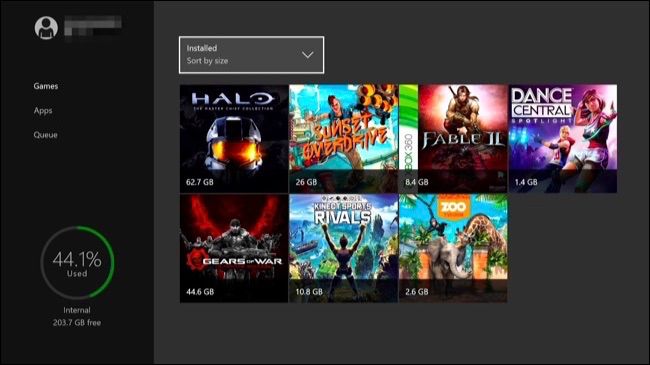 Installed
Sort by size
Games
Apps
Queue
44.1%
Used
Internal
203.7 GB free
HALO
THE MASTER CHIEF COLLECTION
62.7 GB
SUNSET
OVERDRIVE
26 GB
XBOX 360
FABLE II
8.4 GB
DANCE
CENTRAL
SPOTLIGHT
1.4 GB
GEARS OF WAR
44.6 GB
KINECT SPORTS
RIVALS
10.8 GB
ZOO
2.6 GB